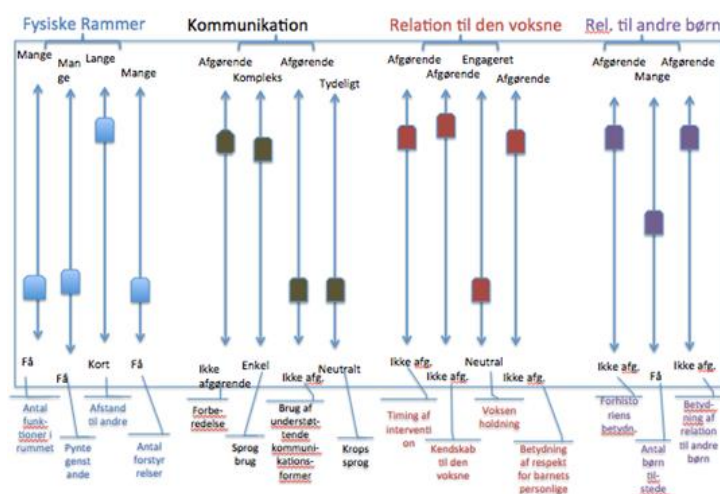 Fysiske Rammer
Kommunikation
Relation til den voksne
Rel. til andre børn
Mange
Man
ge
Lange
Mange
Afgørende
Kompleks
Afgørende
Tydeligt
Afgørende
Afgørende
Engageret
Afgørende
Afgørende
Mange
Afgørende
Få
Få
Kort
Få
Ikke
afgørende
Enkel
Ikke afg.
Neutralt
Ikke afg.
Ikke afg.
Neutral
Ikke afg.
Ikke afg.
Få
Ikke afg.
Antal
funk-
tioner i
rummet
Pynte
genst
ande
Afstand
til andre
Antal
forstyr
relser
Forbe-
redelse
Sprog
brug
Brug af
understøt-
tende
kommuni-
kations-
former
Krops
sprog
Timing af
interventi
on
Kendskab
til den
voksne
Voksen
holdning
Betydning
af respekt
for barnets
personlige
Forhisto
riens
betydn.
Antal
børn
til-
stede
Betyd-
ning af
relation
til andre
børn